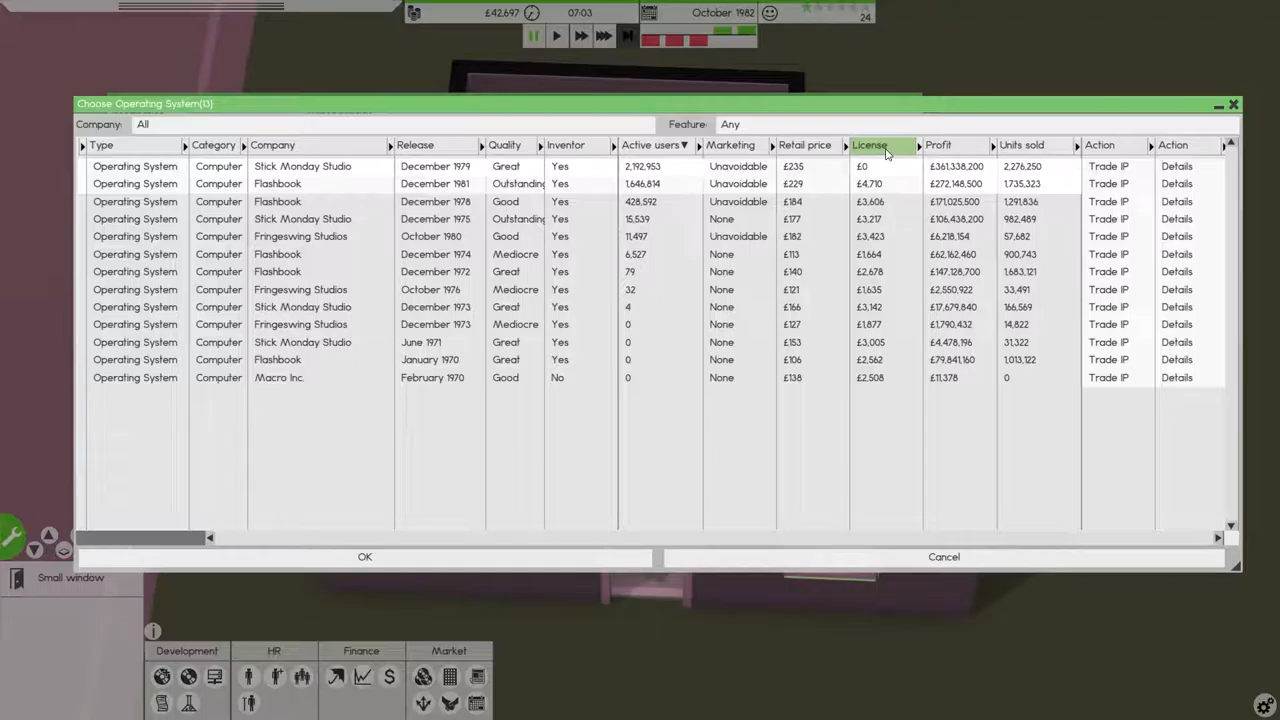 £42,697 07:03 October 1982 24
Choose Operating System(13)
Company: All Feature: Any
Type Category Company Release Quality Inventor Active users▼ Marketing Retail price License Profit Units sold Action Action
Operating System Computer Stick Monday Studio December 1979 Great Yes 2,192,953 Unavoidable £235 £0 £361,338,200 2,276,250 Trade IP Details
Operating System Computer Flashbook December 1981 Outstanding Yes 1,646,814 Unavoidable £229 £4,710 £272,148,500 1,735,323 Trade IP Details
Operating System Computer Flashbook December 1978 Good Yes 428,592 Unavoidable £184 £3,606 £171,025,500 1,291,836 Trade IP Details
Operating System Computer Stick Monday Studio December 1975 Outstanding Yes 15,539 None £177 £3,217 £106,438,200 982,489 Trade IP Details
Operating System Computer Fringeswing Studios October 1980 Good Yes 11,497 Unavoidable £182 £3,423 £6,218,154 57,682 Trade IP Details
Operating System Computer Flashbook December 1974 Mediocre Yes 6,527 None £113 £1,664 £62,162,460 900,743 Trade IP Details
Operating System Computer Flashbook December 1972 Great Yes 79 None £140 £2,678 £147,128,700 1,683,121 Trade IP Details
Operating System Computer Fringeswing Studios October 1976 Mediocre Yes 32 None £121 £1,635 £2,550,922 33,491 Trade IP Details
Operating System Computer Stick Monday Studio December 1973 Great Yes 4 None £166 £3,142 £17,679,840 166,569 Trade IP Details
Operating System Computer Fringeswing Studios December 1973 Mediocre Yes 0 None £127 £1,877 £1,790,432 14,822 Trade IP Details
Operating System Computer Stick Monday Studio June 1971 Great Yes 0 None £153 £3,005 £4,478,196 31,322 Trade IP Details
Operating System Computer Flashbook January 1970 Great Yes 0 None £106 £2,562 £79,841,160 1,013,122 Trade IP Details
Operating System Computer Macro Inc. February 1970 Good No 0 None £138 £2,508 £11,378 0 Trade IP Details
OK Cancel
Small window
Development HR Finance Market